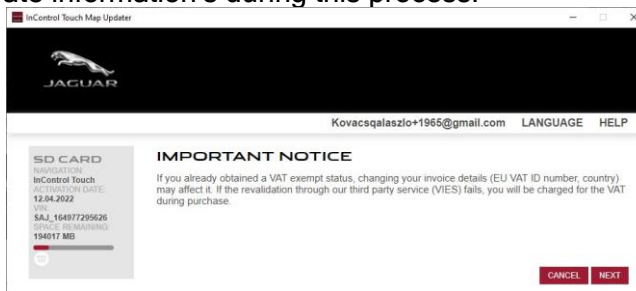 ate information's during this process.
InControl Touch Map Updater
JAGUAR
Kovacsqalaszlo+1965@gmail.com LANGUAGE HELP
SD CARD
NAVIGATION:
InControl Touch
ACTIVATION DATE:
12.04.2022
VIN:
SAJ_164977295626
SPACE REMAINING:
194017 MB
IMPORTANT NOTICE
If you already obtained a VAT exempt status, changing your invoice details (EU VAT ID number, country)
may affect it. If the revalidation through our third party service (VIES) fails, you will be charged for the VAT
during purchase.
CANCEL NEXT